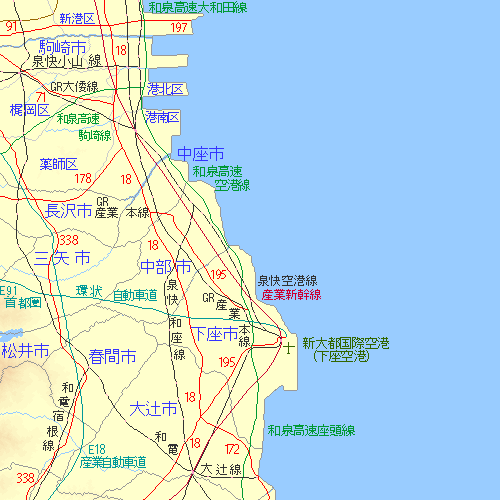 和泉高速大和田線
新港区
91
197
駒崎市
18
泉快小山線
GR大倭線
港北区
71
梶岡区
和泉高速
駒崎線
港南区
中座市
薬師区
和泉高速
空港線
178
18
長沢市
GR
産業本線
338
18
三矢市
中部市
195
泉快空港線
E91
首都圏
環状自動車道
産業新幹線
泉快和座線
GR産業本線
下座市
新大都国際空港
(下座空港)
松井市
春間市
195
和電宿根線
18
大辻市
和泉高速座頭線
和電
18
172
E18
産業自動車道
大辻線
338